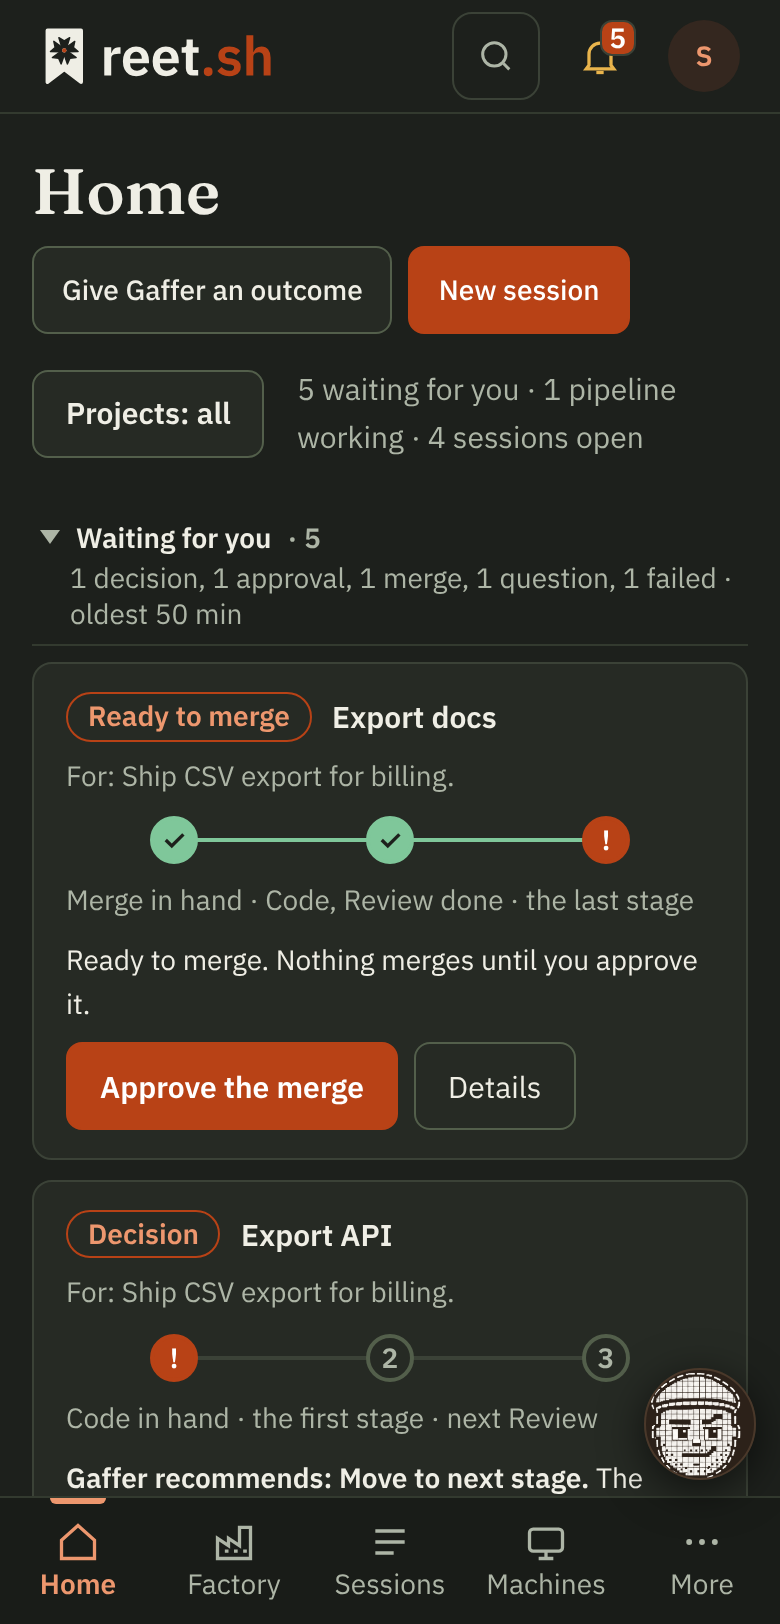 reet.sh
5
S
Home
Give Gaffer an outcome
New session
Projects: all
5 waiting for you · 1 pipeline
working · 4 sessions open
Waiting for you · 5
1 decision, 1 approval, 1 merge, 1 question, 1 failed ·
oldest 50 min
Ready to merge
Export docs
For: Ship CSV export for billing.
!
Merge in hand · Code, Review done · the last stage
Ready to merge. Nothing merges until you approve
it.
Approve the merge
Details
Decision
Export API
For: Ship CSV export for billing.
! 2 3
Code in hand · the first stage · next Review
Gaffer recommends: Move to next stage. The
Home
Factory
Sessions
Machines
More